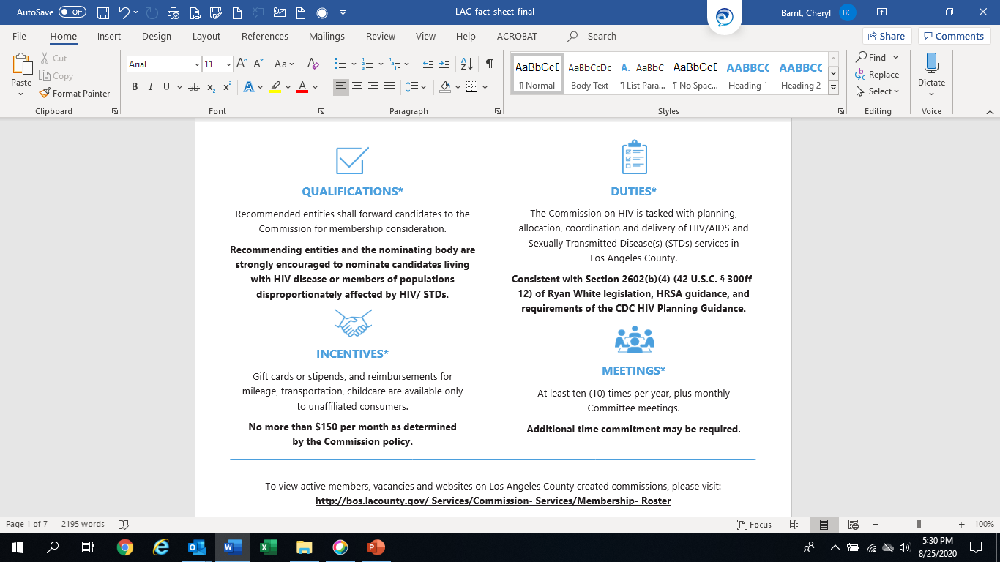 AutoSave Off
LAC-fact-sheet-final
Barrit, Cheryl BC
File Home Insert Design Layout References Mailings Review View Help ACROBAT Search
Share Comments
Paste
Cut
Copy
Format Painter
Clipboard
Arial 11
Aa
B I U ab x2 x2 A A
Font
Paragraph
AaBbCcD AaBbCcDc A. AaBbC AaBbCcD AABBCC AABBCC
¶ Normal Body Text ¶ List Para... ¶ No Spac... Heading 1 Heading 2
Styles
Find
Replace
Select
Editing
Dictate
Voice
QUALIFICATIONS*
Recommended entities shall forward candidates to the
Commission for membership consideration.
Recommending entities and the nominating body are
strongly encouraged to nominate candidates living
with HIV disease or members of populations
disproportionately affected by HIV/ STDs.
INCENTIVES*
Gift cards or stipends, and reimbursements for
mileage, transportation, childcare are available only
to unaffiliated consumers.
No more than $150 per month as determined
by the Commission policy.
DUTIES*
The Commission on HIV is tasked with planning,
allocation, coordination and delivery of HIV/AIDS and
Sexually Transmitted Disease(s) (STDs) services in
Los Angeles County.
Consistent with Section 2602(b)(4) (42 U.S.C. § 300ff-
12) of Ryan White legislation, HRSA guidance, and
requirements of the CDC HIV Planning Guidance.
MEETINGS*
At least ten (10) times per year, plus monthly
Committee meetings.
Additional time commitment may be required.
To view active members, vacancies and websites on Los Angeles County created commissions, please visit:
http://bos.lacounty.gov/ Services/Commission- Services/Membership- Roster
Page 1 of 7 2195 words
Focus
100%
5:30 PM
8/25/2020